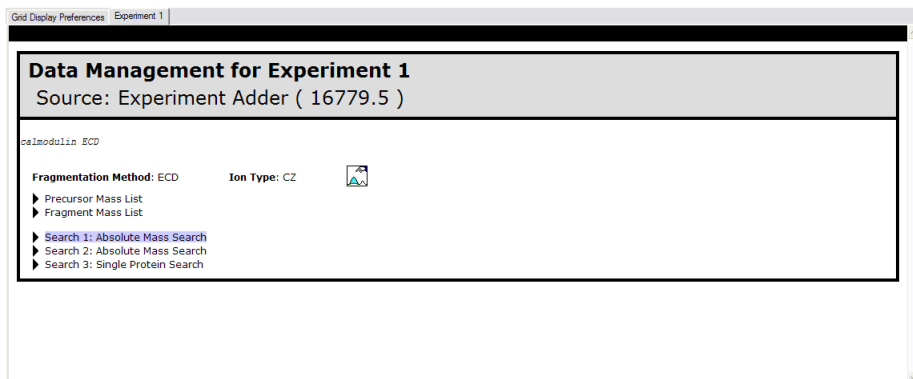 Grid Display Preferences Experiment 1
Data Management for Experiment 1
Source: Experiment Adder ( 16779.5 )
calmodulin ECD
Fragmentation Method: ECD Ion Type: CZ
Precursor Mass List
Fragment Mass List
Search 1: Absolute Mass Search
Search 2: Absolute Mass Search
Search 3: Single Protein Search